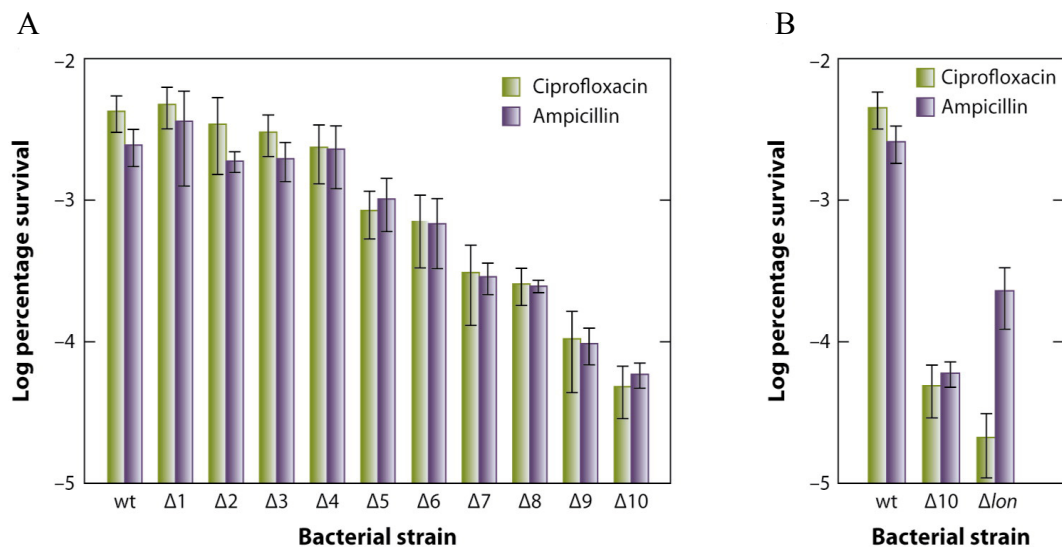 A
−2
−3
−4
−5
Log percentage survival
Ciprofloxacin
Ampicillin
wt Δ1 Δ2 Δ3 Δ4 Δ5 Δ6 Δ7 Δ8 Δ9 Δ10
Bacterial strain
B
−2
−3
−4
−5
Log percentage survival
Ciprofloxacin
Ampicillin
wt Δ10 Δlon
Bacterial strain